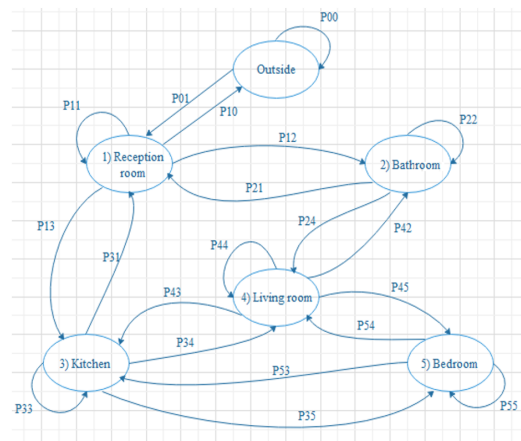 P00
Outside
P01
P10
P11
P22
P12
1) Reception
room
2) Bathroom
P21
P13
P24
P42
P31
P44
P43
4) Living room
P45
P34
P54
3) Kitchen
P53
5) Bedroom
P33
P35
P55